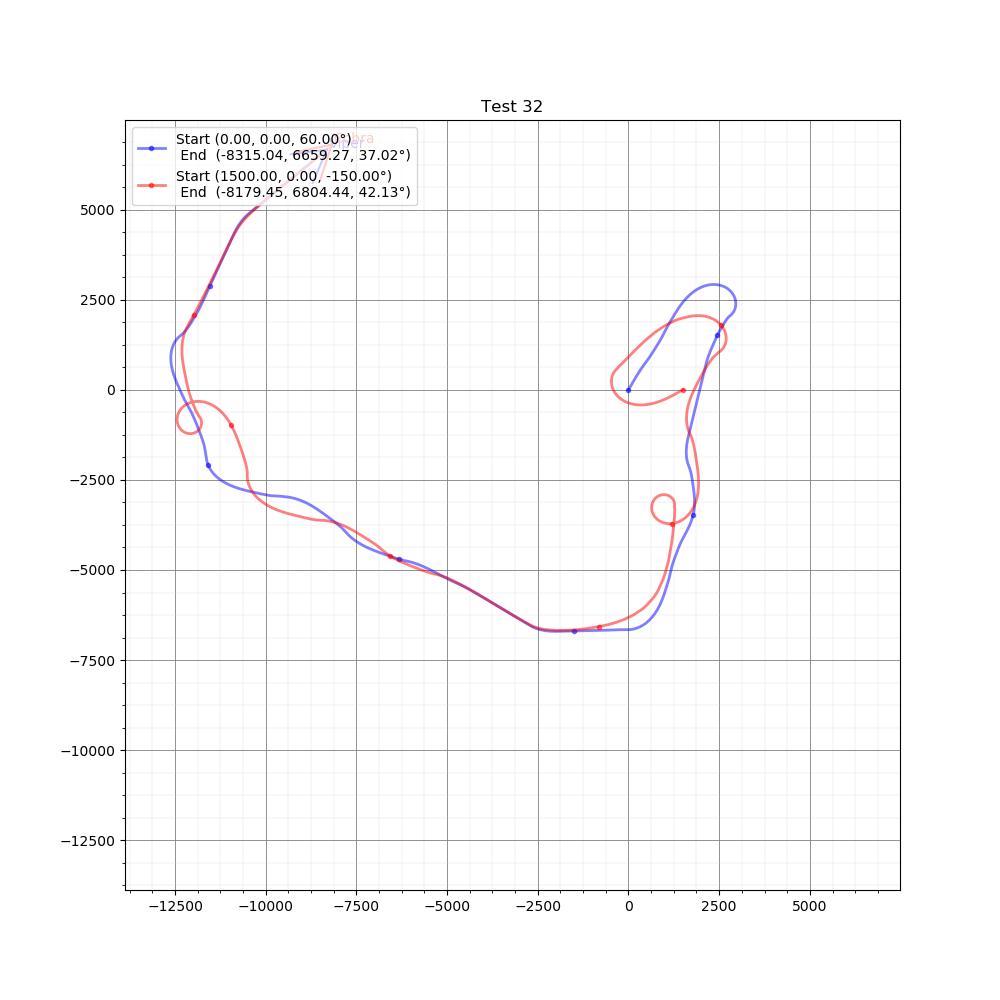 Test 32
Start (0.00, 0.00, 60.00°)
End (-8315.04, 6659.27, 37.02°)
Start (1500.00, 0.00, -150.00°)
End (-8179.45, 6804.44, 42.13°)
5000
2500
0
−2500
−5000
−7500
−10000
−12500
−12500 −10000 −7500 −5000 −2500 0 2500 5000